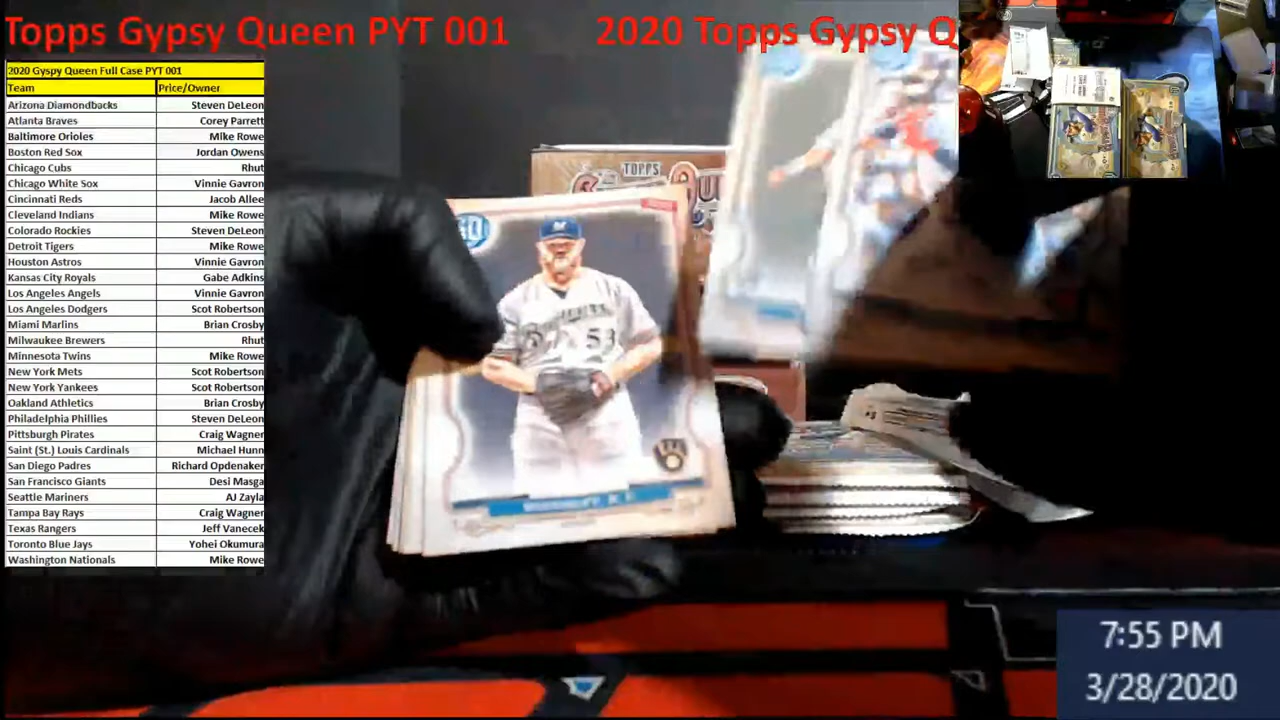 Topps Gypsy Queen PYT 001 2020 Topps Gypsy Q
2020 Gyspy Queen Full Case PYT 001
Team Price/Owner
Arizona Diamondbacks Steven DeLeon
Atlanta Braves Corey Parrett
Baltimore Orioles Mike Rowe
Boston Red Sox Jordan Owens
Chicago Cubs Rhut
Chicago White Sox Vinnie Gavron
Cincinnati Reds Jacob Allee
Cleveland Indians Mike Rowe
Colorado Rockies Steven DeLeon
Detroit Tigers Mike Rowe
Houston Astros Vinnie Gavron
Kansas City Royals Gabe Adkins
Los Angeles Angels Vinnie Gavron
Los Angeles Dodgers Scot Robertson
Miami Marlins Brian Crosby
Milwaukee Brewers Rhut
Minnesota Twins Mike Rowe
New York Mets Scot Robertson
New York Yankees Scot Robertson
Oakland Athletics Brian Crosby
Philadelphia Phillies Steven DeLeon
Pittsburgh Pirates Craig Wagner
Saint (St.) Louis Cardinals Michael Hunn
San Diego Padres Richard Opdenaker
San Francisco Giants Desi Masga
Seattle Mariners AJ Zayla
Tampa Bay Rays Craig Wagner
Texas Rangers Jeff Vanecek
Toronto Blue Jays Yohei Okumura
Washington Nationals Mike Rowe
TOPPS
53
7:55 PM
3/28/2020